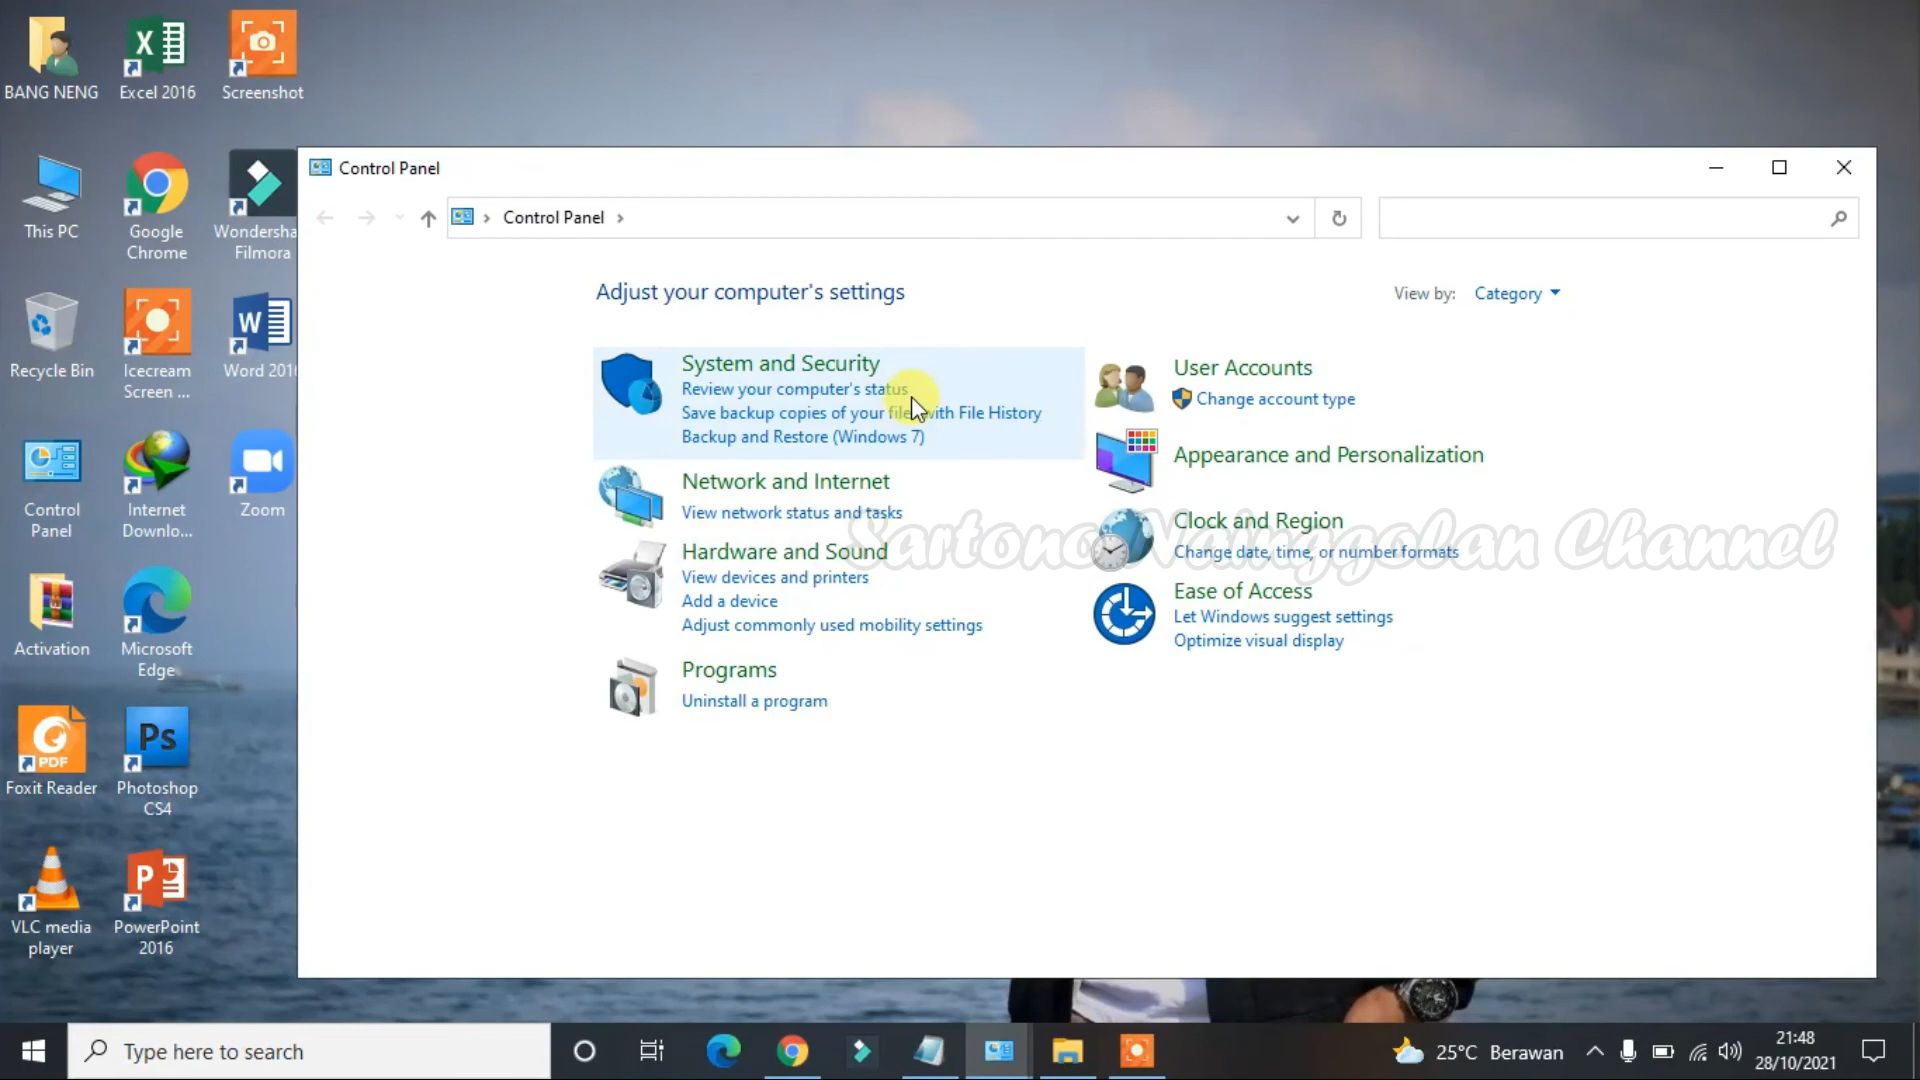 BANG NENG
Excel 2016
Screenshot
This PC
Google
Chrome
Wondersha
Filmora
Recycle Bin
Icecream
Screen ...
Word 201
Control
Panel
Internet
Downlo...
Zoom
Activation
Microsoft
Edge
PDF
Foxit Reader
Ps
Photoshop
CS4
VLC media
player
PowerPoint
2016
Control Panel
Control Panel
Adjust your computer's settings
View by: Category
System and Security
Review your computer's status
Save backup copies of your files with File History
Backup and Restore (Windows 7)
Network and Internet
View network status and tasks
Hardware and Sound
View devices and printers
Add a device
Adjust commonly used mobility settings
Programs
Uninstall a program
User Accounts
Change account type
Appearance and Personalization
Clock and Region
Change date, time, or number formats
Ease of Access
Let Windows suggest settings
Optimize visual display
Sartono Nainggolan Channel
Type here to search
25°C Berawan
21:48
28/10/2021